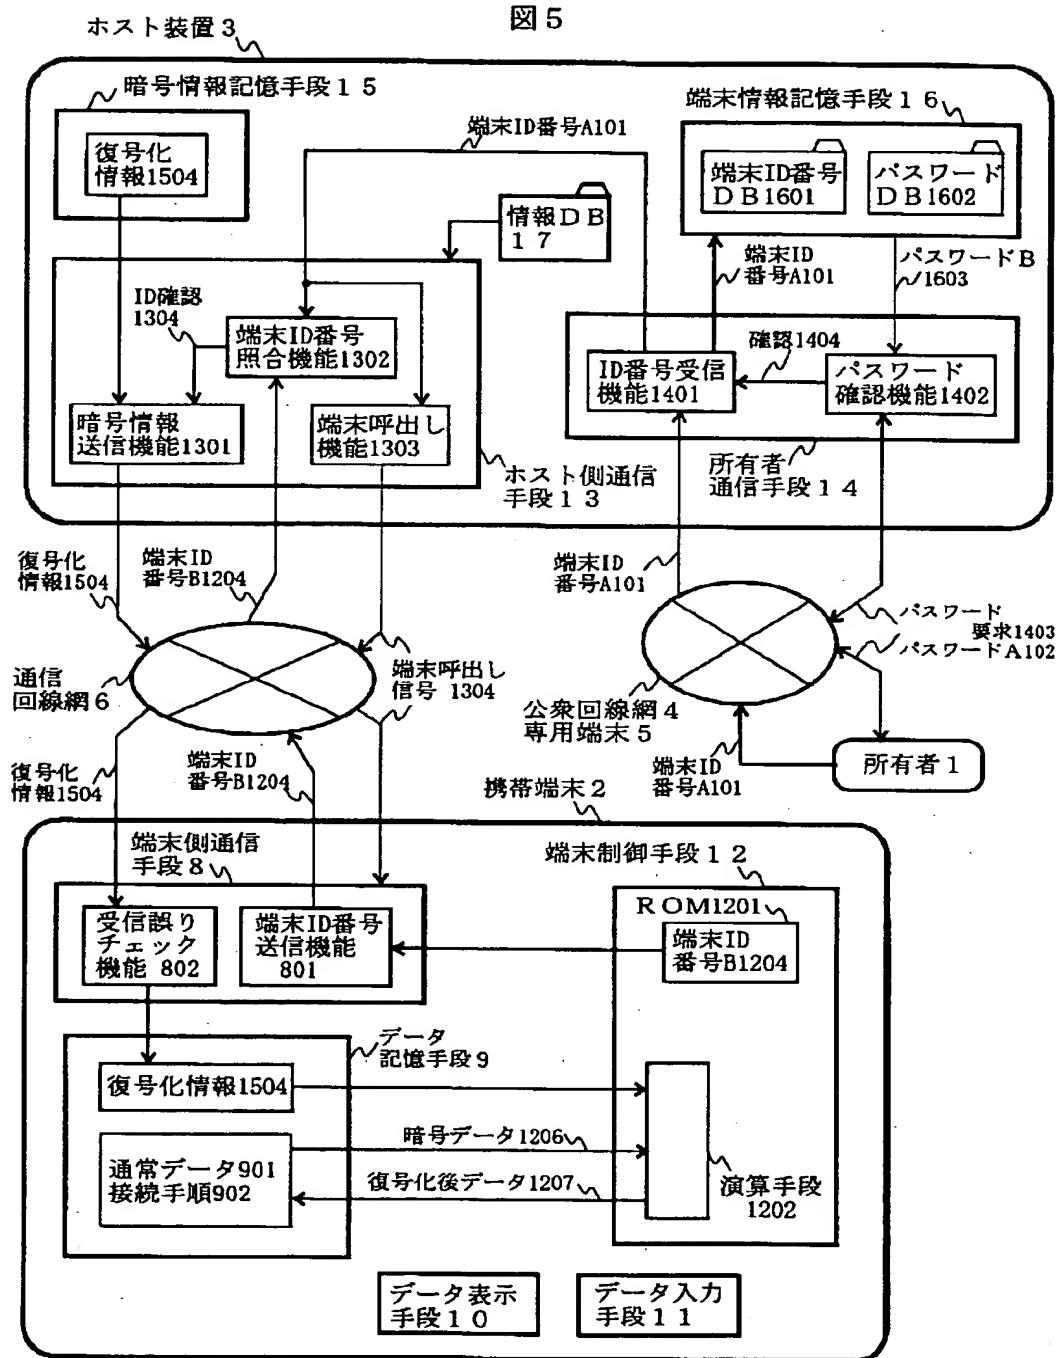 図5
ホスト装置3
暗号情報記憶手段15
復号化
情報1504
端末ID番号A101
情報DB
17
端末情報記憶手段16
端末ID番号
DB1601
パスワード
DB1602
端末ID
番号A101
パスワードB
1603
ID確認
1304
端末ID番号
照合機能1302
暗号情報
送信機能1301
端末呼出し
機能1303
ホスト側通信
手段13
確認1404
ID番号受信
機能1401
パスワード
確認機能1402
所有者
通信手段14
復号化
情報1504
端末ID
番号B1204
端末ID
番号A101
通信
回線網6
端末呼出し
信号 1304
パスワード
要求1403
パスワードA102
公衆回線網4
専用端末5
復号化
情報1504
端末ID
番号B1204
端末ID
番号A101
所有者1
携帯端末2
端末側通信
手段8
受信誤り
チェック
機能 802
端末ID番号
送信機能
801
端末制御手段12
ROM1201
端末ID
番号B1204
データ
記憶手段9
復号化情報1504
通常データ901
接続手順902
暗号データ1206
復号化後データ1207
演算手段
1202
データ表示
手段10
データ入力
手段11